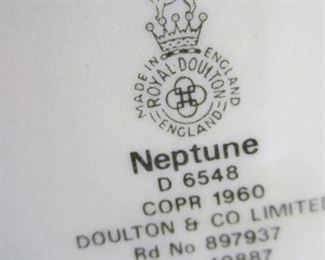 MADE IN ENGLAND
ROYAL·DOULTON
ENGLAND
Neptune
D 6548
COPR 1960
DOULTON & CO LIMITED
Rd No 897937